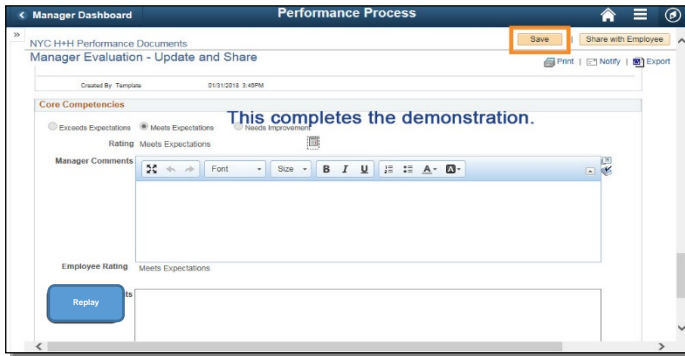 Manager Dashboard
Performance Process
»
NYC H+H Performance Documents
Save | Share with Employee
Manager Evaluation - Update and Share
Print | Notify | Export
Created By Template 01/31/2018 3:45PM
Core Competencies
This completes the demonstration.
Exceeds Expectations Meets Expectations Needs Improvement
Rating Meets Expectations
Manager Comments
Font Size B I U A A
Employee Rating Meets Expectations
ts
Replay